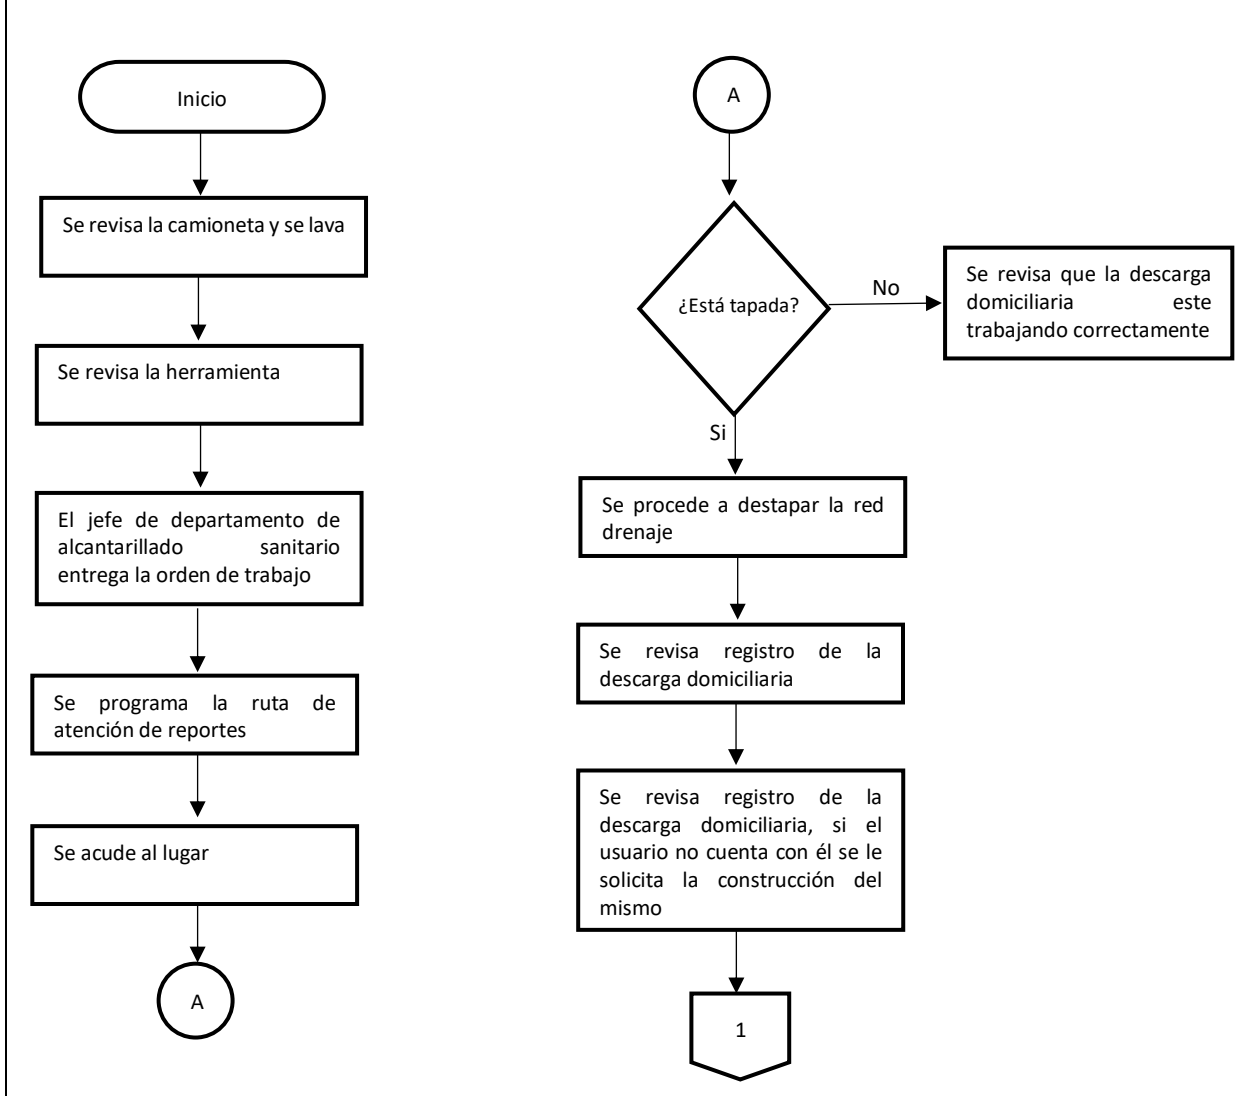 Inicio
Se revisa la camioneta y se lava
Se revisa la herramienta
El jefe de departamento de
alcantarillado sanitario
entrega la orden de trabajo
Se programa la ruta de
atención de reportes
Se acude al lugar
A
A
¿Está tapada?
No
Se revisa que la descarga
domiciliaria este
trabajando correctamente
Si
Se procede a destapar la red
drenaje
Se revisa registro de la
descarga domiciliaria
Se revisa registro de la
descarga domiciliaria, si el
usuario no cuenta con él se le
solicita la construcción del
mismo
1